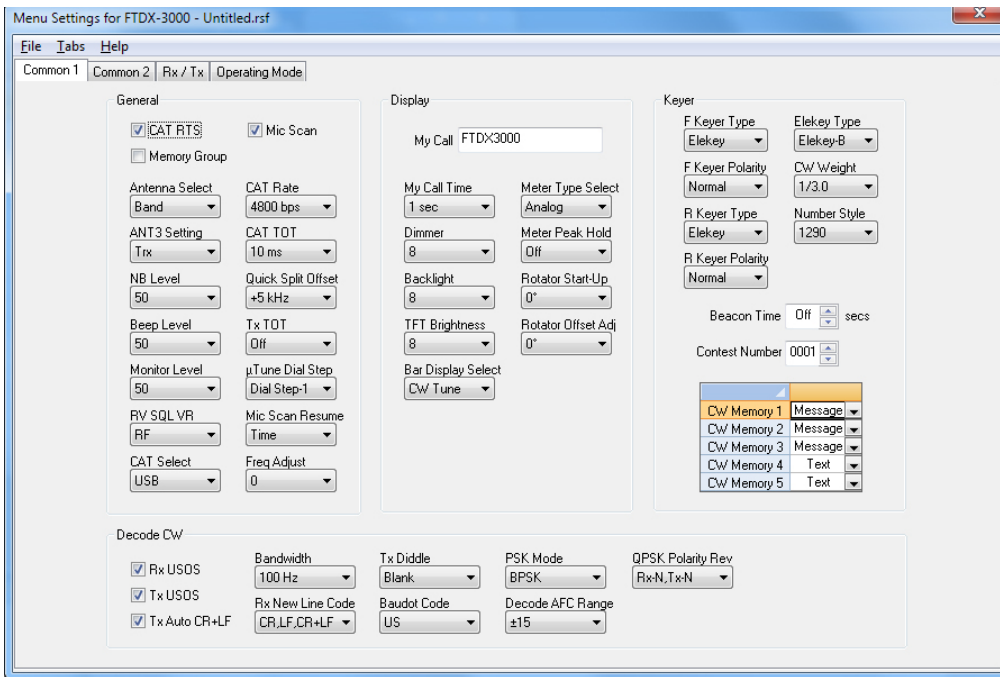 Menu Settings for FTDX-3000 - Untitled.rsf
File Tabs Help
Common 1 Common 2 Rx / Tx Operating Mode
General
CAT RTS Mic Scan
Memory Group
Antenna Select CAT Rate
Band 4800 bps
ANT3 Setting CAT TOT
Trx 10 ms
NB Level Quick Split Offset
50 +5 kHz
Beep Level Tx TOT
50 Off
Monitor Level µTune Dial Step
50 Dial Step-1
RV SQL VR Mic Scan Resume
RF Time
CAT Select Freq Adjust
USB 0
Display
My Call FTDX3000
My Call Time Meter Type Select
1 sec Analog
Dimmer Meter Peak Hold
8 Off
Backlight Rotator Start-Up
8 0°
TFT Brightness Rotator Offset Adj
8 0°
Bar Display Select
CW Tune
Keyer
F Keyer Type Elekey Type
Elekey Elekey-B
F Keyer Polarity CW Weight
Normal 1/3.0
R Keyer Type Number Style
Elekey 1290
R Keyer Polarity
Normal
Beacon Time Off secs
Contest Number 0001
CW Memory 1 Message
CW Memory 2 Message
CW Memory 3 Message
CW Memory 4 Text
CW Memory 5 Text
Decode CW
Rx USOS
Tx USOS
Tx Auto CR+LF
Bandwidth Tx Diddle PSK Mode QPSK Polarity Rev
100 Hz Blank BPSK Rx-N,Tx-N
Rx New Line Code Baudot Code Decode AFC Range
CR,LF,CR+LF US ±15